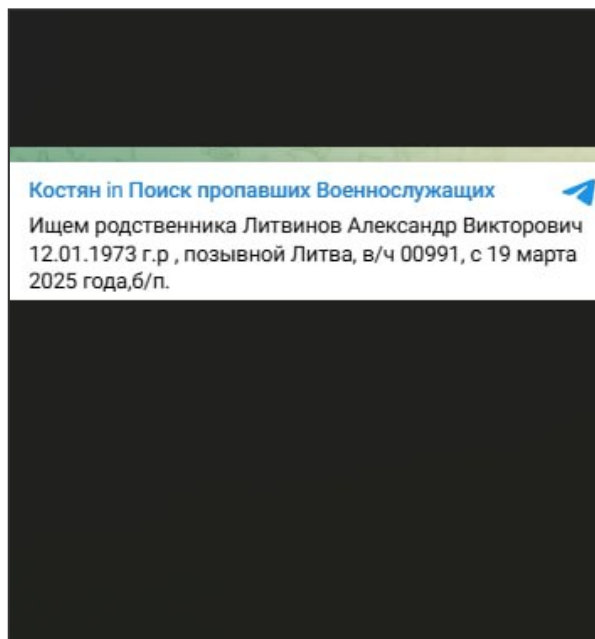 Костян in Поиск пропавших Военнослужащих
Ищем родственника Литвинов Александр Викторович
12.01.1973 г.р , позывной Литва, в/ч 00991, с 19 марта
2025 года,б/п.